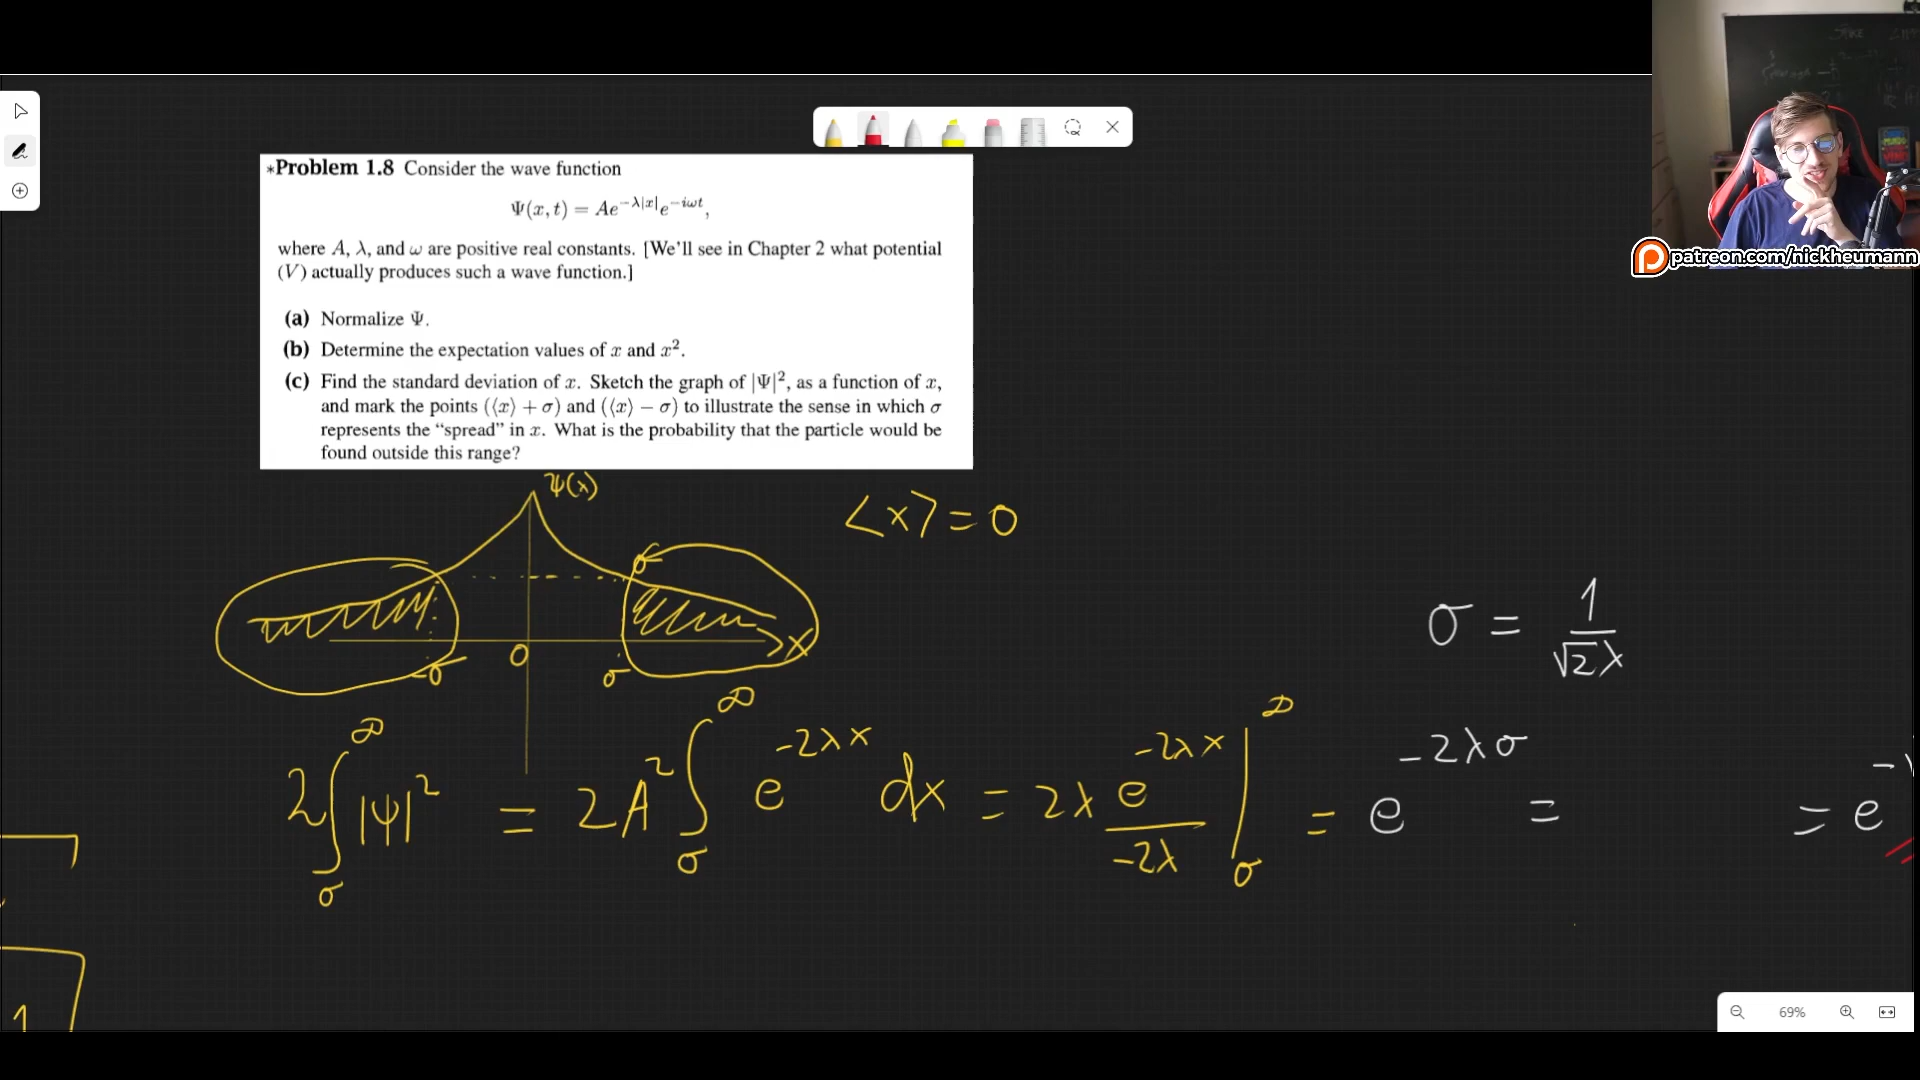 patreon.com/nickheumann
*Problem 1.8 Consider the wave function
Ψ(x,t) = Ae^{-λ|x|}e^{-iωt},
where A, λ, and ω are positive real constants. [We'll see in Chapter 2 what potential
(V) actually produces such a wave function.]
(a) Normalize Ψ.
(b) Determine the expectation values of x and x².
(c) Find the standard deviation of x. Sketch the graph of |Ψ|², as a function of x,
and mark the points (⟨x⟩ + σ) and (⟨x⟩ − σ) to illustrate the sense in which σ
represents the “spread” in x. What is the probability that the particle would be
found outside this range?
Ψ(x)
⟨x⟩ = 0
σ
x
-σ 0 σ
σ = 1/(√2λ)
2∫_σ^∞ |Ψ|² = 2A² ∫_σ^∞ e^{-2λx} dx = 2λ e^{-2λx}/(-2λ) |_σ^∞ = e^{-2λσ} = = e
1
69%